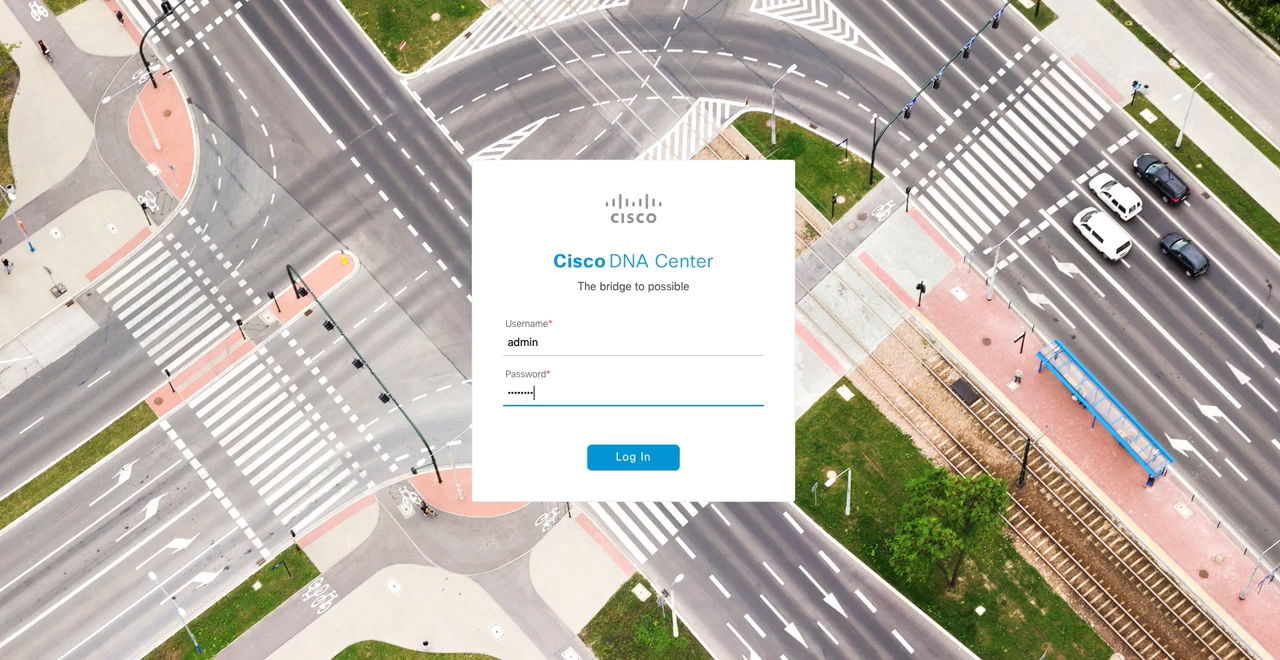 CISCO
Cisco DNA Center
The bridge to possible
Username*
admin
Password*
••••••••
Log In